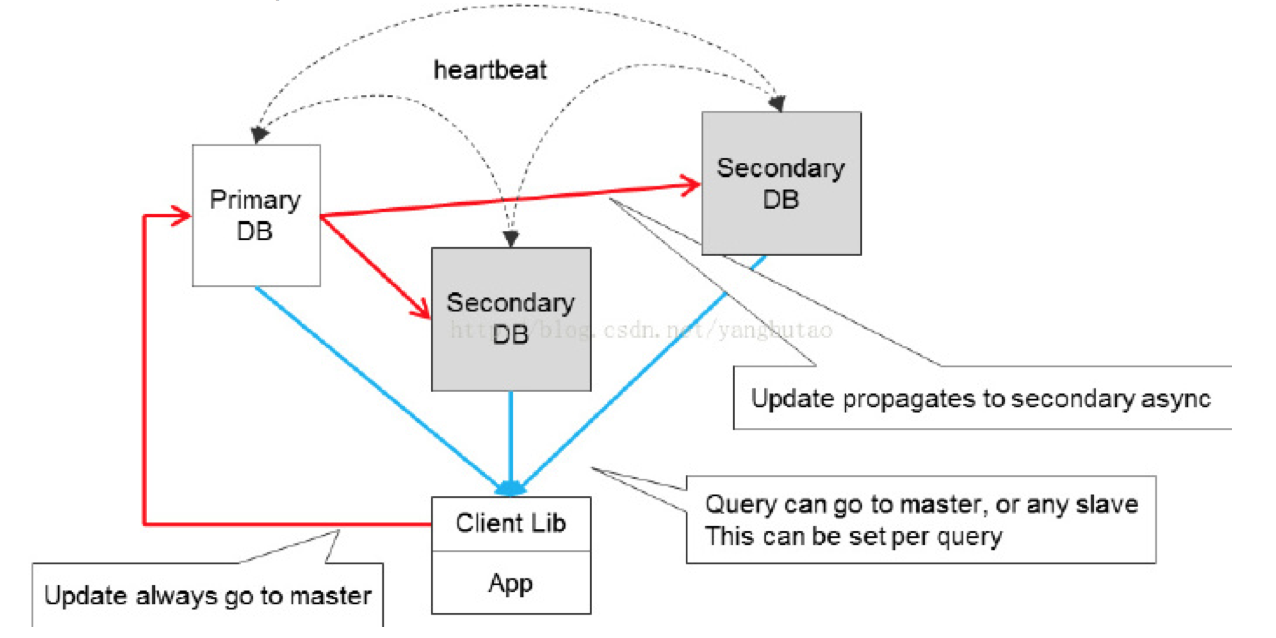 heartbeat
Primary
DB
Secondary
DB
Secondary
DB
http://blog.csdn.net/yanghutao
Update propagates to secondary async
Query can go to master, or any slave
This can be set per query
Client Lib
App
Update always go to master